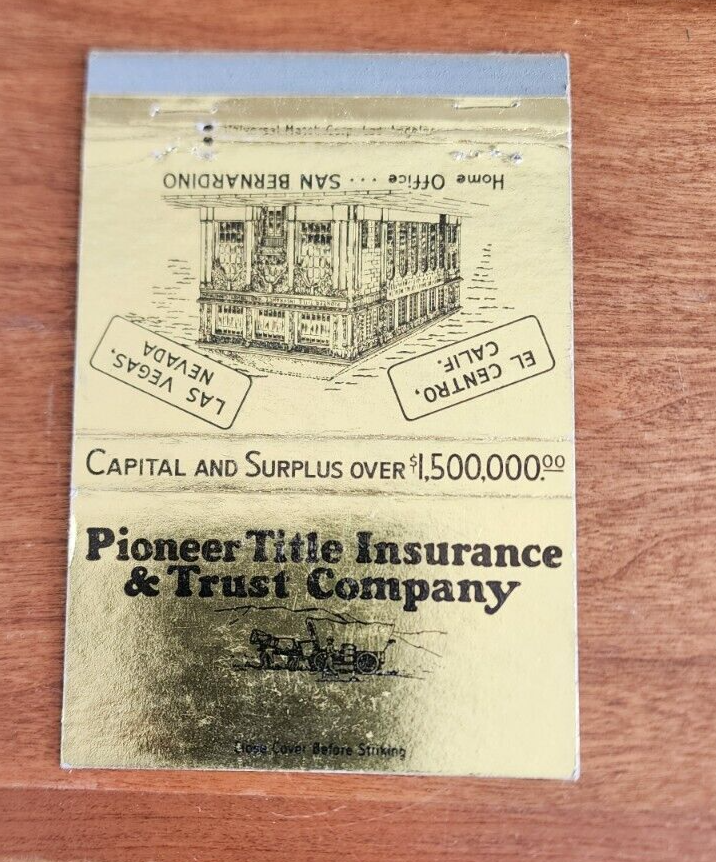 Universal Match Corp. Los Angeles
Home Office ... SAN BERNARDINO
LAS VEGAS,
NEVADA
EL CENTRO,
CALIF.
CAPITAL AND SURPLUS OVER $1,500,000.00
Pioneer Title Insurance
& Trust Company
Close Cover Before Striking